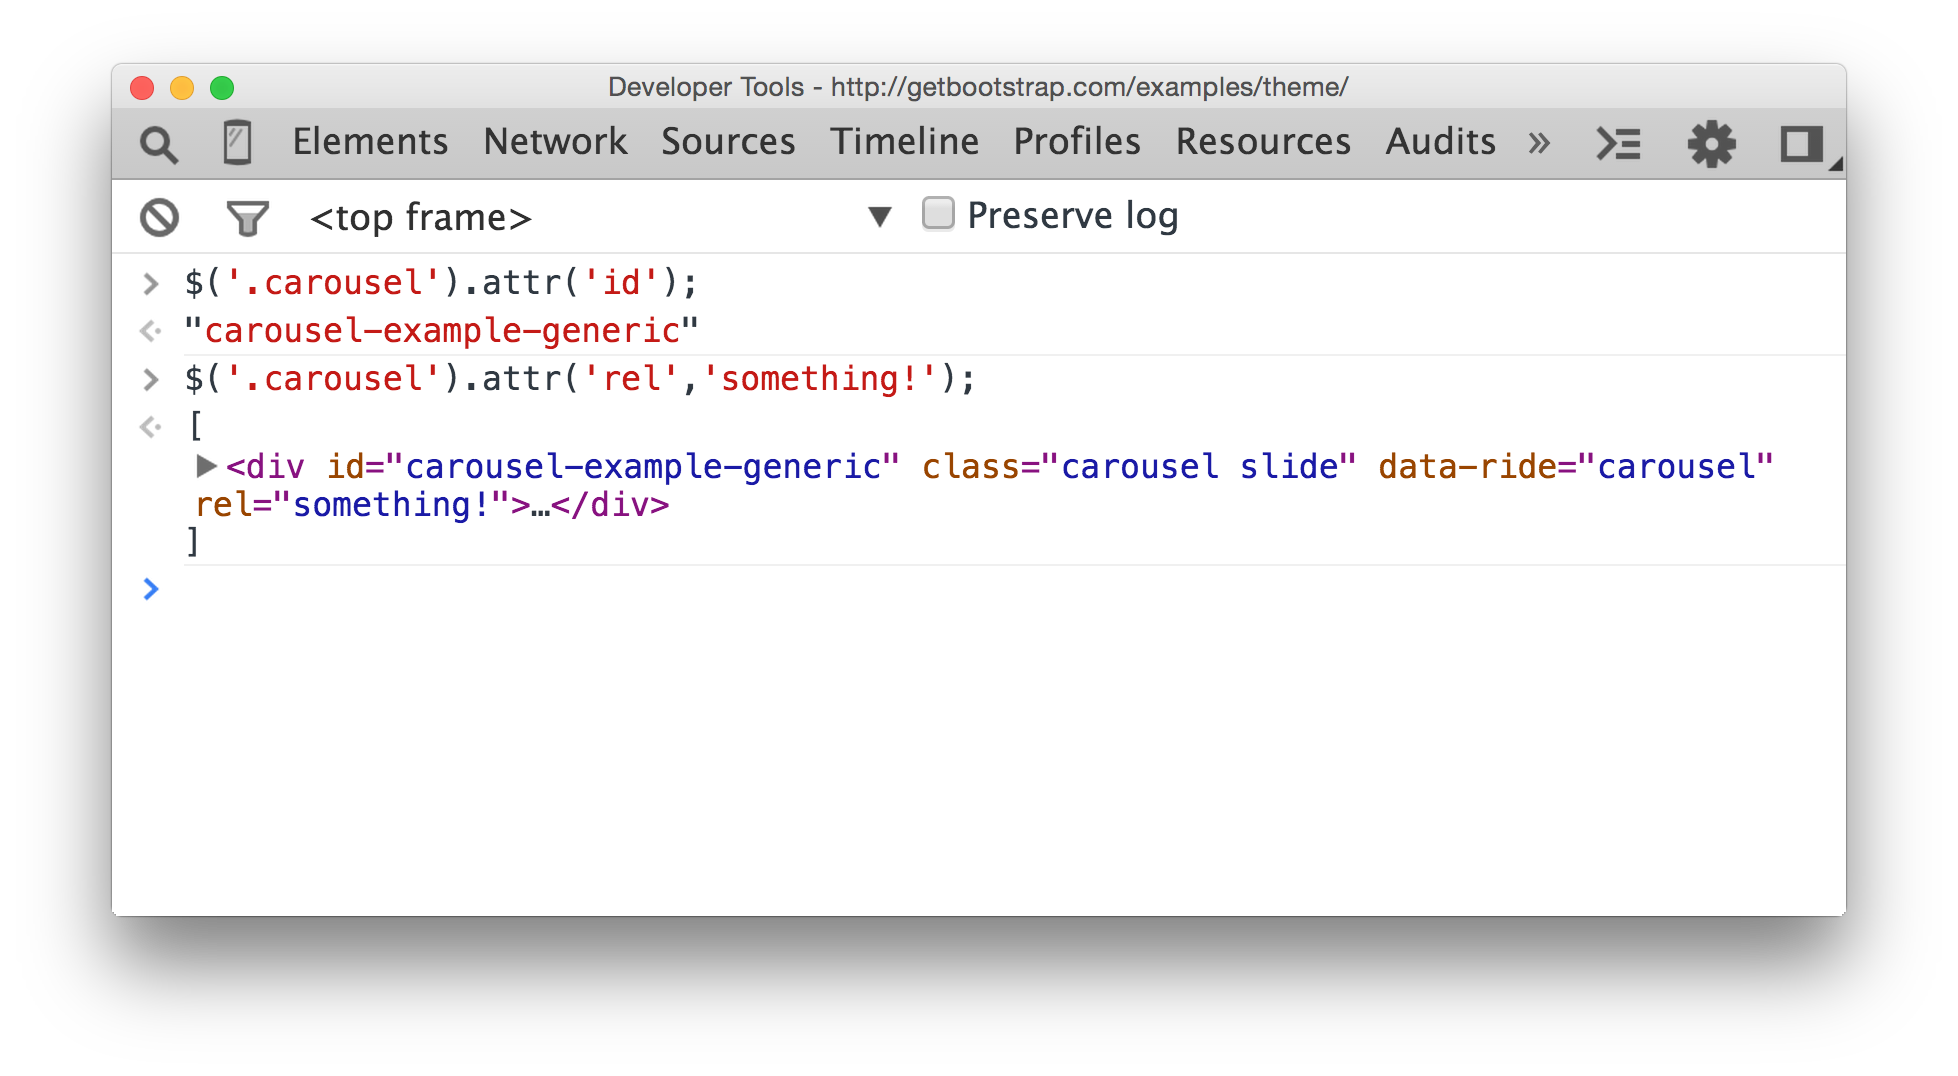 Developer Tools - http://getbootstrap.com/examples/theme/
Elements Network Sources Timeline Profiles Resources Audits »
<top frame> ▼ Preserve log
$('.carousel').attr('id');
"carousel-example-generic"
$('.carousel').attr('rel','something!');
[
▶<div id="carousel-example-generic" class="carousel slide" data-ride="carousel"
rel="something!">…</div>
]